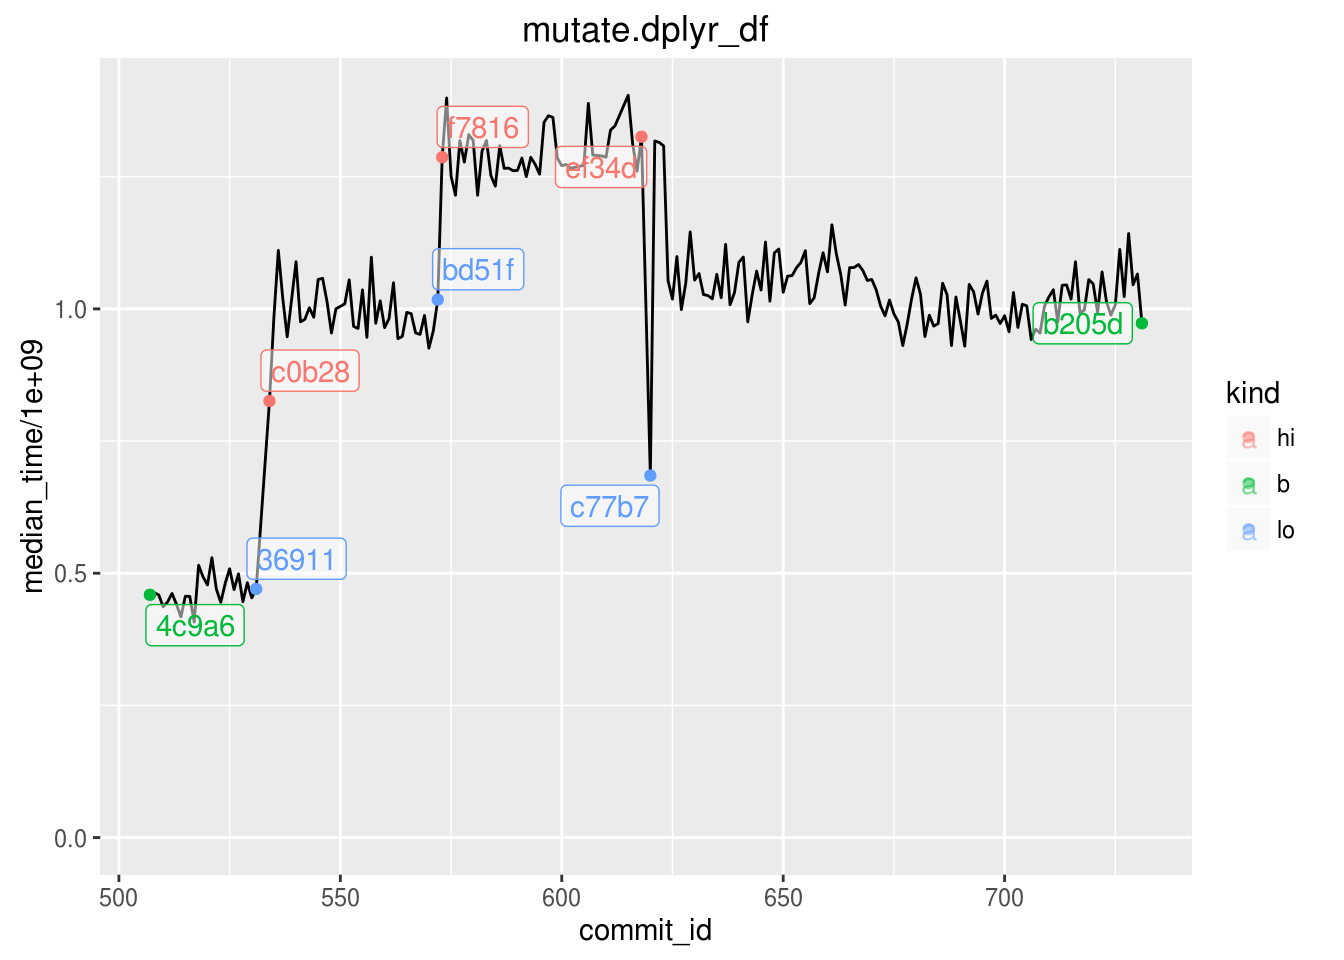 mutate.dplyr_df
median_time/1e+09
1.0
0.5
0.0
f7816
ef34d
bd51f
c0b28
b205d
c77b7
36911
4c9a6
500 550 600 650 700
commit_id
kind
a hi
a b
a lo